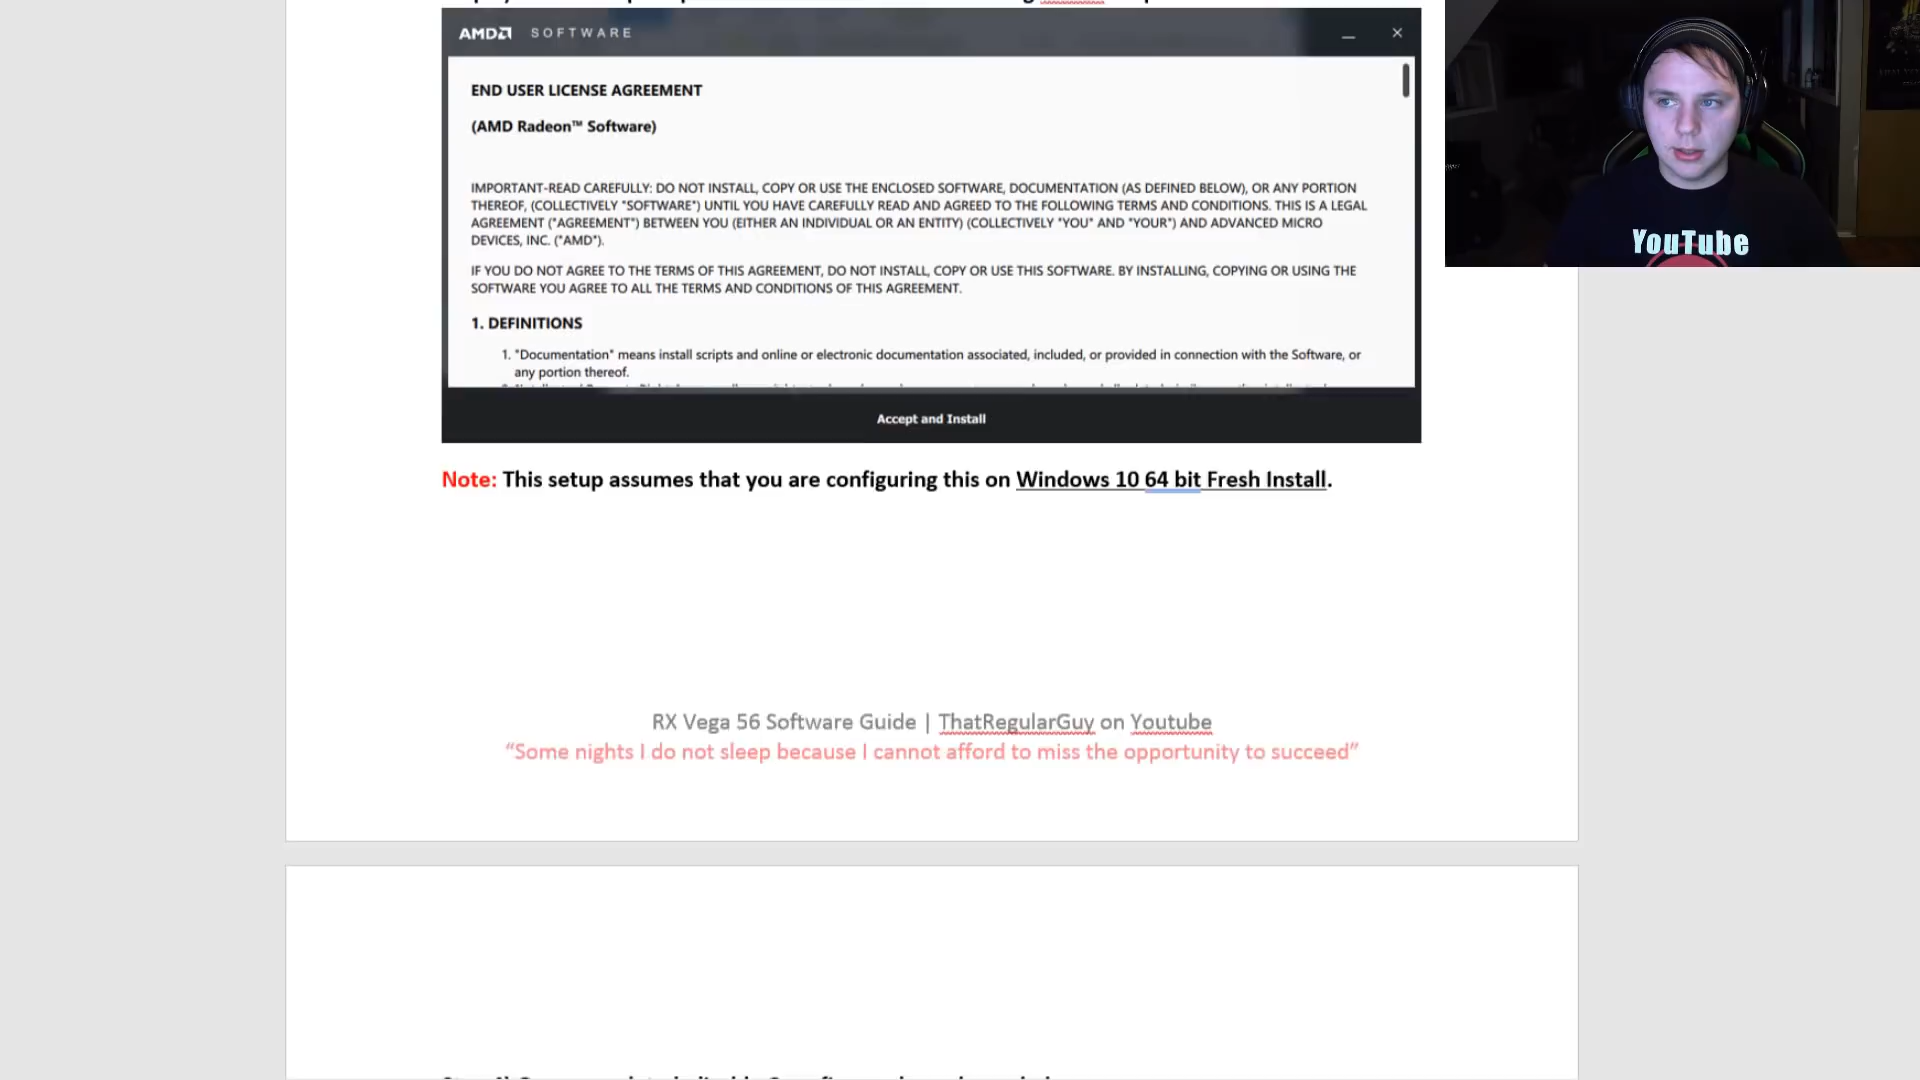 AMD SOFTWARE
END USER LICENSE AGREEMENT
(AMD Radeon™ Software)
IMPORTANT-READ CAREFULLY: DO NOT INSTALL, COPY OR USE THE ENCLOSED SOFTWARE, DOCUMENTATION (AS DEFINED BELOW), OR ANY PORTION
THEREOF, (COLLECTIVELY "SOFTWARE") UNTIL YOU HAVE CAREFULLY READ AND AGREED TO THE FOLLOWING TERMS AND CONDITIONS. THIS IS A LEGAL
AGREEMENT ("AGREEMENT") BETWEEN YOU (EITHER AN INDIVIDUAL OR AN ENTITY) (COLLECTIVELY "YOU" AND "YOUR") AND ADVANCED MICRO
DEVICES, INC. ("AMD").
IF YOU DO NOT AGREE TO THE TERMS OF THIS AGREEMENT, DO NOT INSTALL, COPY OR USE THIS SOFTWARE. BY INSTALLING, COPYING OR USING THE
SOFTWARE YOU AGREE TO ALL THE TERMS AND CONDITIONS OF THIS AGREEMENT.
1. DEFINITIONS
1. "Documentation" means install scripts and online or electronic documentation associated, included, or provided in connection with the Software, or
any portion thereof.
Accept and Install
YouTube
Note: This setup assumes that you are configuring this on Windows 10 64 bit Fresh Install.
RX Vega 56 Software Guide | ThatRegularGuy on Youtube
“Some nights I do not sleep because I cannot afford to miss the opportunity to succeed”